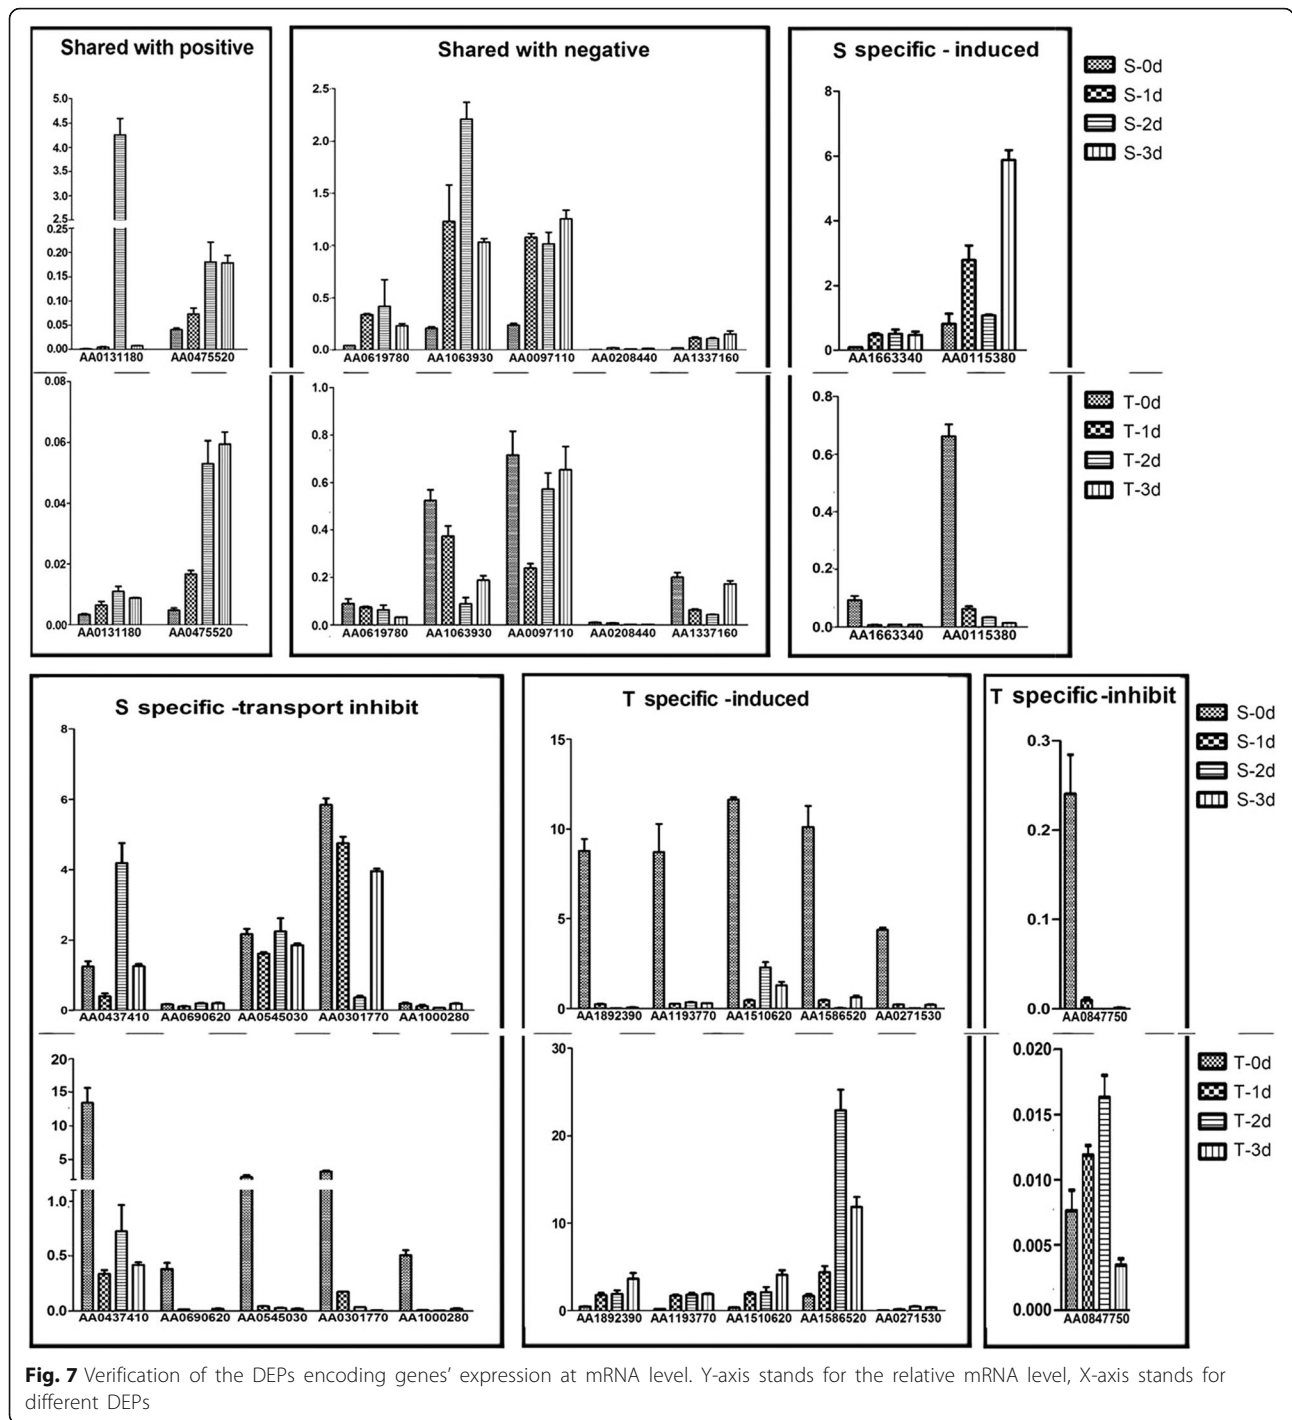 Shared with positive
5.0
4.5
4.0
3.5
3.0
2.5
0.25
0.20
0.15
0.10
0.05
0.00
AA0131180 AA0475520
0.08
0.06
0.04
0.02
0.00
AA0131180 AA0475520
Shared with negative
2.5
2.0
1.5
1.0
0.5
0.0
AA0619780 AA1063930 AA0097110 AA0208440 AA1337160
1.0
0.8
0.6
0.4
0.2
0.0
AA0619780 AA1063930 AA0097110 AA0208440 AA1337160
S specific - induced
8
6
4
2
0
AA1663340 AA0115380
0.8
0.6
0.4
0.2
0.0
AA1663340 AA0115380
S-0d
S-1d
S-2d
S-3d
T-0d
T-1d
T-2d
T-3d
S specific -transport inhibit
8
6
4
2
0
AA0437410 AA0690620 AA0545030 AA0301770 AA1000280
20
15
10
5
1.0
0.5
0.0
AA0437410 AA0690620 AA0545030 AA0301770 AA1000280
T specific -induced
15
10
5
0
AA1892390 AA1193770 AA1510620 AA1586520 AA0271530
30
20
10
0
AA1892390 AA1193770 AA1510620 AA1586520 AA0271530
T specific-inhibit
0.3
0.2
0.1
0.0
AA0847750
0.020
0.015
0.010
0.005
0.000
AA0847750
S-0d
S-1d
S-2d
S-3d
T-0d
T-1d
T-2d
T-3d
Fig. 7 Verification of the DEPs encoding genes' expression at mRNA level. Y-axis stands for the relative mRNA level, X-axis stands for
different DEPs